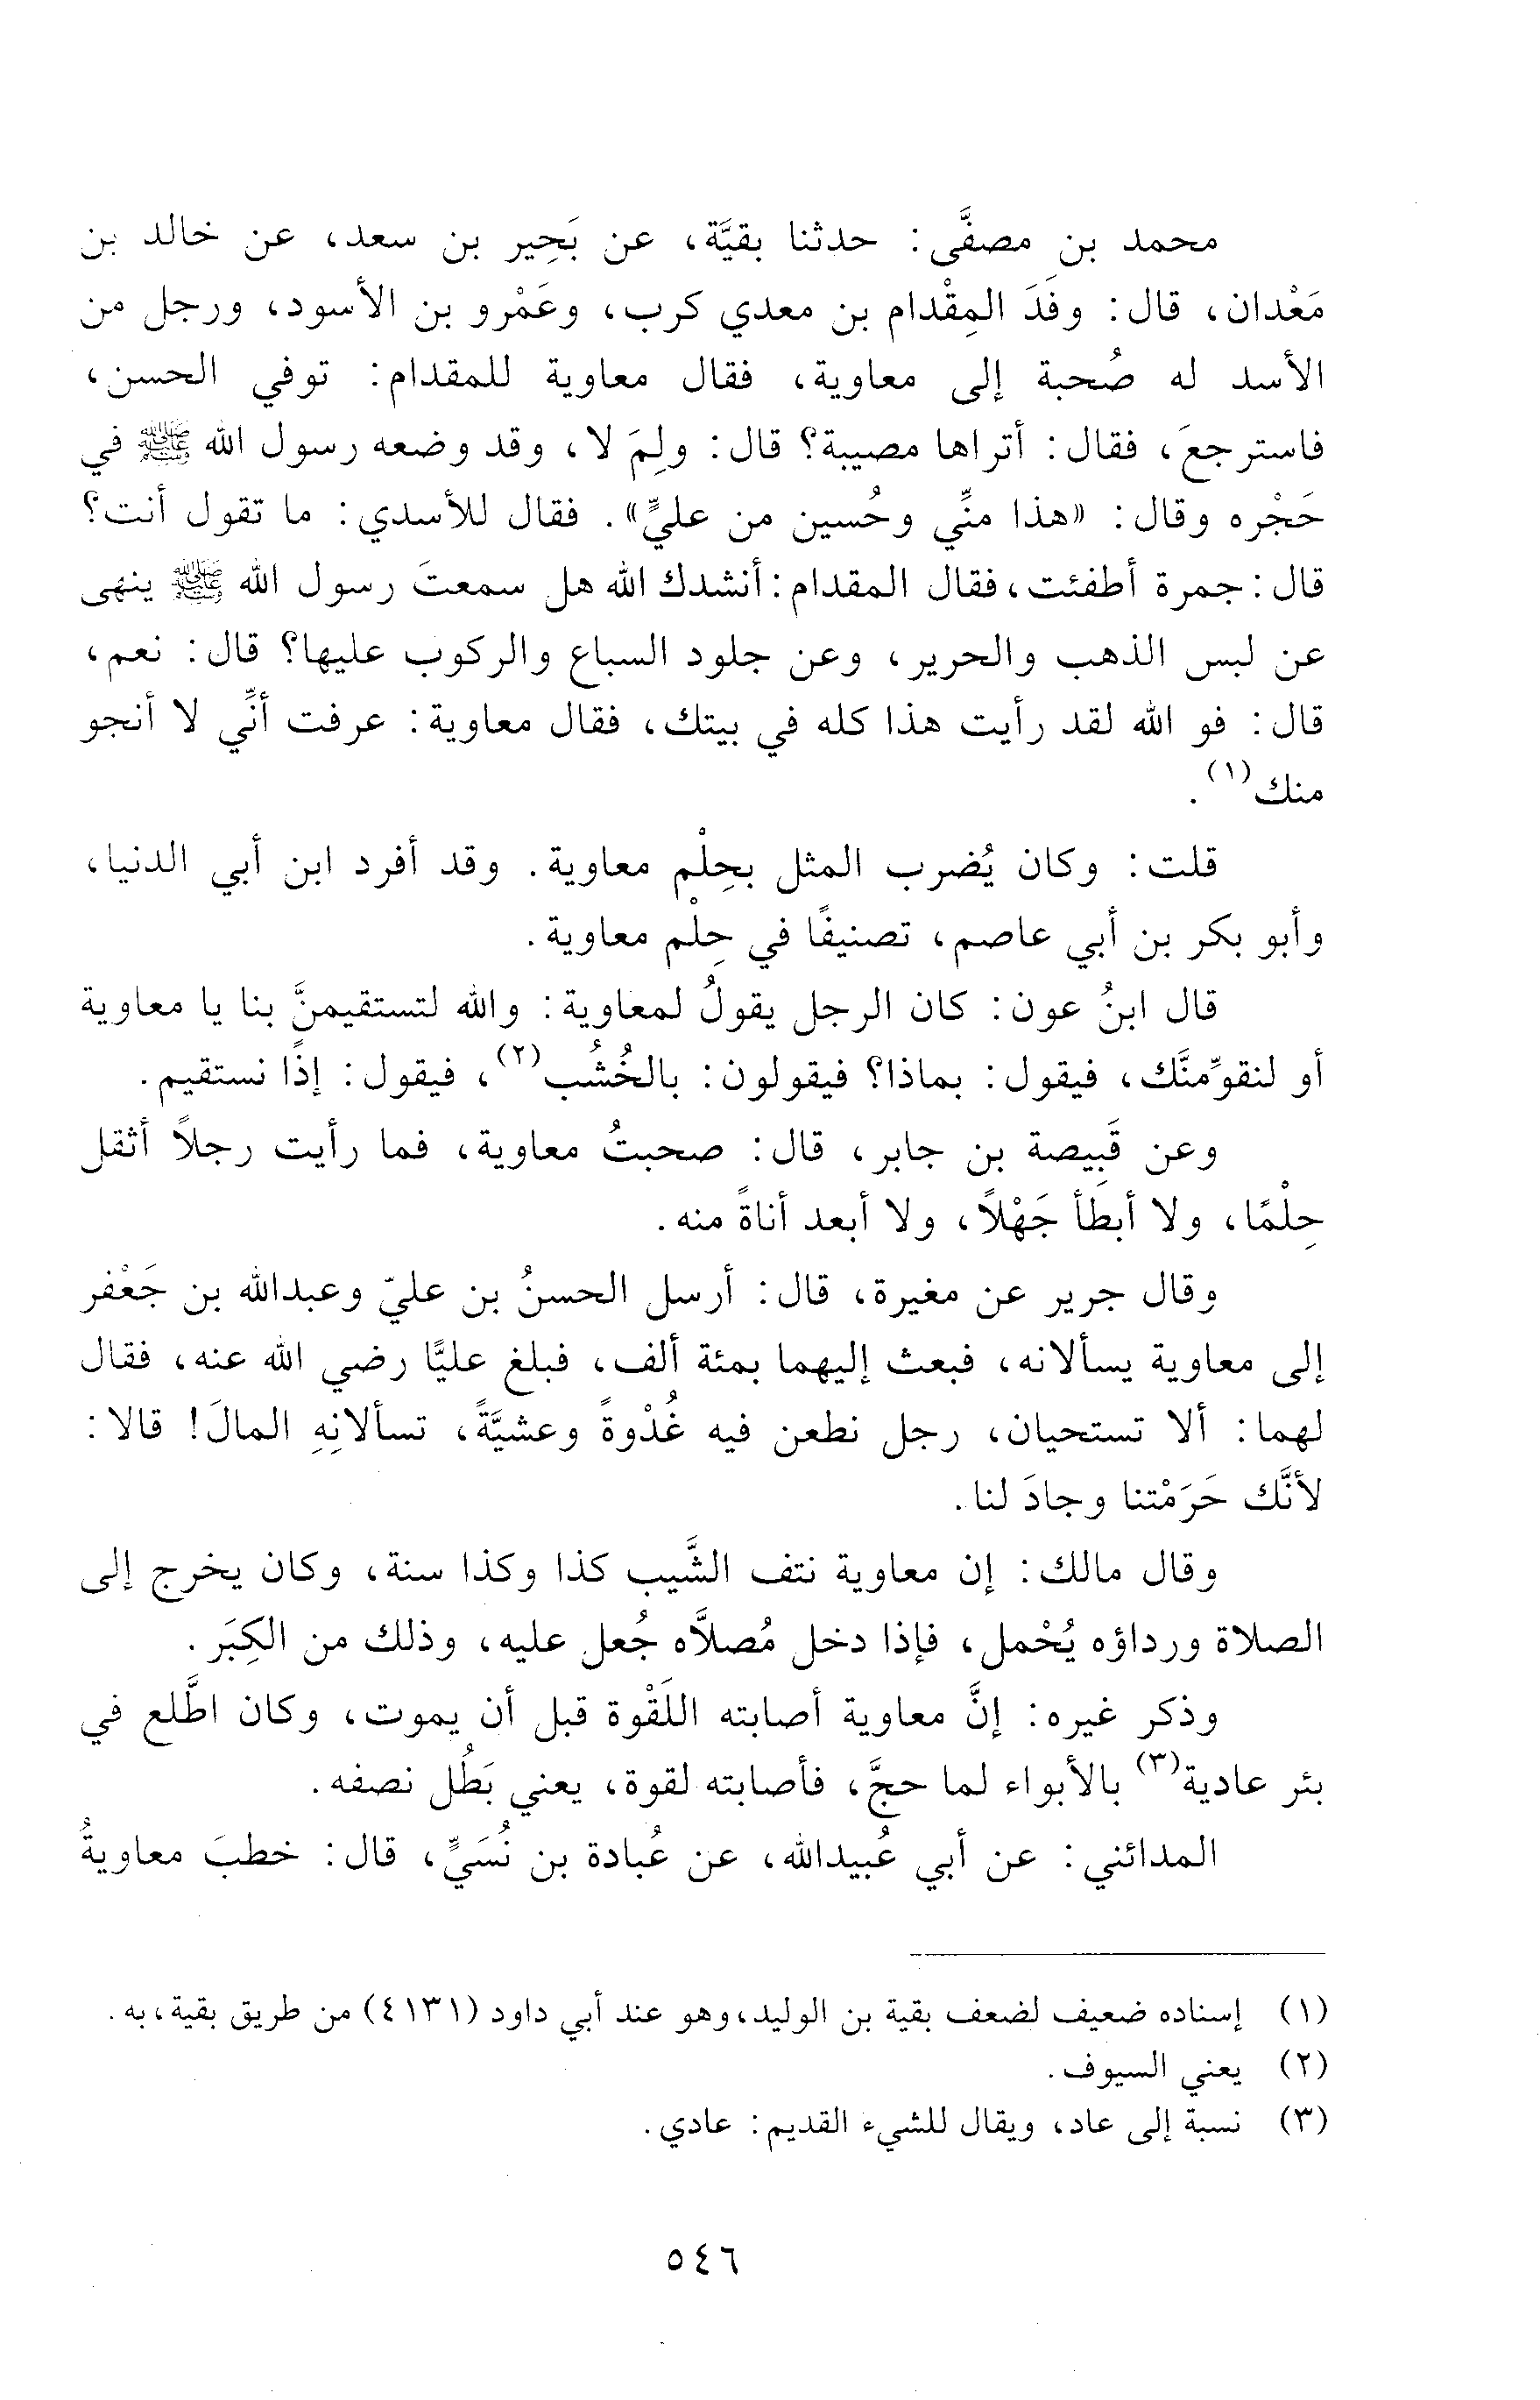 محمد بن مصفَّى: حدثنا بقيَّة، عن بَحِير بن سعد، عن خالد بن
مَعْدان، قال: وفَدَ المِقْدام بن معدي كرب، وعَمْرو بن الأسود، ورجل من
الأسد له صُحبة إلى معاوية، فقال معاوية للمقدام: توفي الحسن،
فاسترجعَ، فقال: أتراها مصيبة؟ قال: ولِمَ لا، وقد وضعه رسول الله ﷺ في
حَجْره وقال: «هذا منِّي وحُسين من عليٍّ». فقال للأسدي: ما تقول أنت؟
قال: جمرة أطفئت، فقال المقدام: أنشدك الله هل سمعتَ رسول الله ﷺ ينهى
عن لبس الذهب والحرير، وعن جلود السباع والركوب عليها؟ قال: نعم،
قال: فو الله لقد رأيت هذا كله في بيتك، فقال معاوية: عرفت أنِّي لا أنجو
منك(١).
قلت: وكان يُضرب المثل بحِلْم معاوية. وقد أفرد ابن أبي الدنيا،
وأبو بكر بن أبي عاصم، تصنيفًا في حِلْم معاوية.
قال ابنُ عون: كان الرجل يقولُ لمعاوية: والله لتستقيمنَّ بنا يا معاوية
أو لنقوِّمنَّك، فيقول: بماذا؟ فيقولون: بالخُشُب(٢)، فيقول: إذًا نستقيم.
وعن قَبِيصة بن جابر، قال: صحبتُ معاوية، فما رأيت رجلاً أثقل
حِلْمًا، ولا أبطأ جَهْلاً، ولا أبعد أناةً منه.
وقال جرير عن مغيرة، قال: أرسل الحسنُ بن عليّ وعبدالله بن جَعْفر
إلى معاوية يسألانه، فبعث إليهما بمئة ألف، فبلغ عليًّا رضي الله عنه، فقال
لهما: ألا تستحيان، رجل نطعن فيه غُدْوةً وعشيَّةً، تسألانِهِ المالَ! قالا:
لأنَّك حَرَمْتنا وجادَ لنا.
وقال مالك: إن معاوية نتف الشَّيب كذا وكذا سنة، وكان يخرج إلى
الصلاة ورداؤه يُحْمل، فإذا دخل مُصلاَّه جُعل عليه، وذلك من الكِبَر.
وذكر غيره: إنَّ معاوية أصابته اللَقْوة قبل أن يموت، وكان اطَّلع في
بئر عادية(٣) بالأبواء لما حجَّ، فأصابته لقوة، يعني بَطُل نصفه.
المدائني: عن أبي عُبيدالله، عن عُبادة بن نُسَيٍّ، قال: خطبَ معاويةُ
(١) إسناده ضعيف لضعف بقية بن الوليد، وهو عند أبي داود (٤١٣١) من طريق بقية، به.
(٢) يعني السيوف.
(٣) نسبة إلى عاد، ويقال للشيء القديم: عادي.
٥٤٦